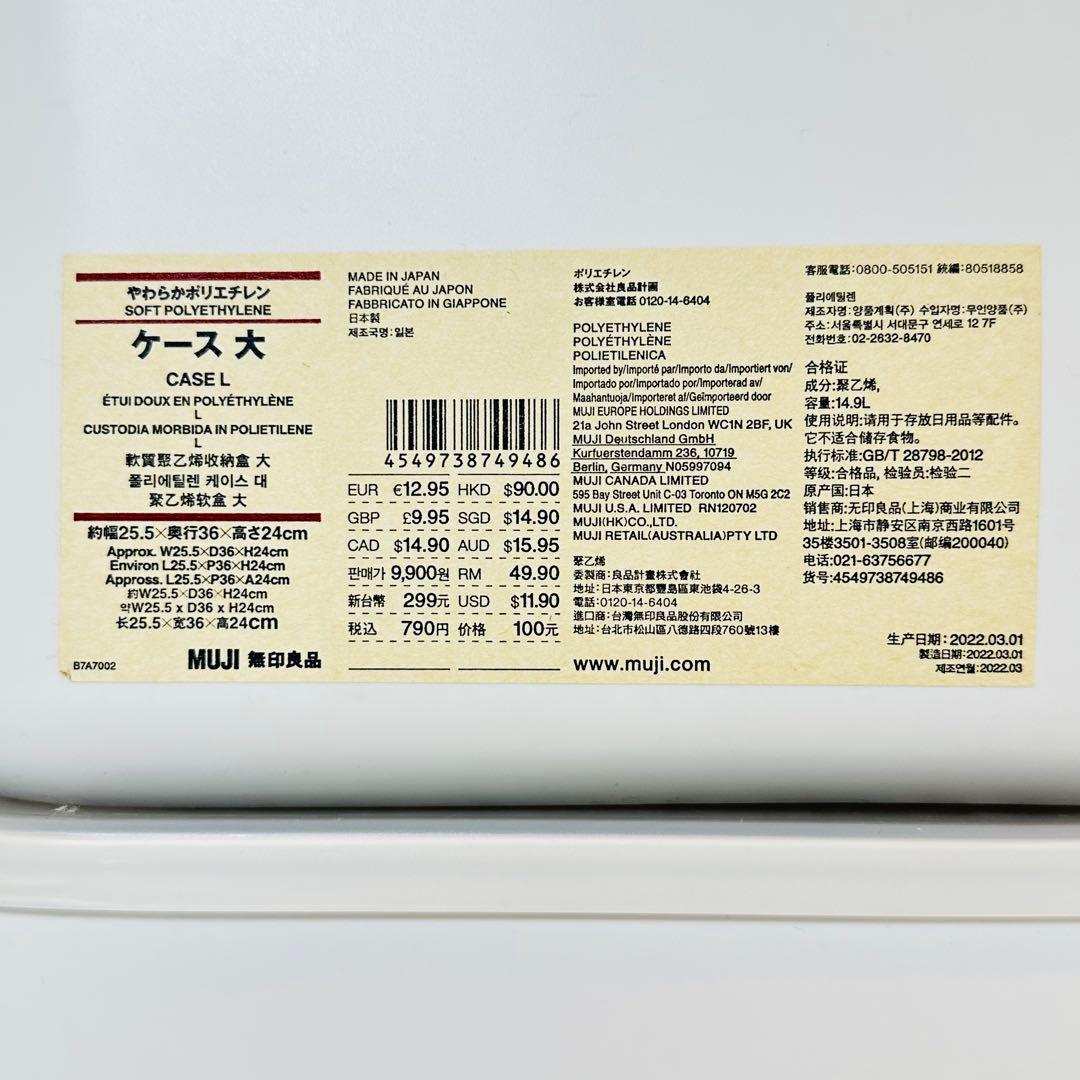 やわらかポリエチレン
SOFT POLYETHYLENE
ケース 大
CASE L
ÉTUI DOUX EN POLYÉTHYLÈNE
L
CUSTODIA MORBIDA IN POLIETILENE
L
軟質聚乙烯收納盒 大
폴리에틸렌 케이스 대
聚乙烯软盒 大
約幅25.5×奥行36×高さ24cm
Approx. W25.5×D36×H24cm
Environ L25.5×P36×H24cm
Appross. L25.5×P36×A24cm
約W25.5×D36×H24cm
약W25.5 x D36 x H24cm
长25.5×宽36×高24cm
B7A7002
MUJI 無印良品
MADE IN JAPAN
FABRIQUÉ AU JAPON
FABBRICATO IN GIAPPONE
日本製
제조국명:일본
4549738749486
EUR €12.95 HKD $90.00
GBP £9.95 SGD $14.90
CAD $14.90 AUD $15.95
판매가 9,900원 RM 49.90
新台幣 299元 USD $11.90
税込 790円 价格 100元
ポリエチレン
株式会社良品計画
お客様室電話 0120-14-6404
POLYETHYLENE
POLYÉTHYLÈNE
POLIETILENICA
Imported by/Importé par/Importo da/Importiert von/
Importado por/Importado por/Importerad av/
Maahantuoja/Importeret af/Geïmporteerd door
MUJI EUROPE HOLDINGS LIMITED
21a John Street London WC1N 2BF, UK
MUJI Deutschland GmbH
Kurfuerstendamm 236, 10719
Berlin, Germany N05997094
MUJI CANADA LIMITED
595 Bay Street Unit C-03 Toronto ON M5G 2C2
MUJI U.S.A. LIMITED RN120702
MUJI(HK)CO.,LTD.
MUJI RETAIL(AUSTRALIA)PTY LTD
聚乙烯
委製商:良品計畫株式會社
地址:日本東京都豐島區東池袋4-26-3
電話:0120-14-6404
進口商:台灣無印良品股份有限公司
地址:台北市松山區八德路四段760號13樓
www.muji.com
客服電話:0800-505151 統編:80518858
폴리에틸렌
제조자명:양품계획(주) 수입자명:무인양품(주)
주소:서울특별시 서대문구 연세로 12 7F
전화번호:02-2632-8470
合格证
成分:聚乙烯,
容量:14.9L
使用说明:请用于存放日用品等配件。
它不适合储存食物。
执行标准:GB/T 28798-2012
等级:合格品, 检验员:检验二
原产国:日本
销售商:无印良品(上海)商业有限公司
地址:上海市静安区南京西路1601号
35楼3501-3508室(邮编200040)
电话:021-63756677
货号:4549738749486
生产日期:2022.03.01
製造日期:2022.03.01
제조연월:2022.03